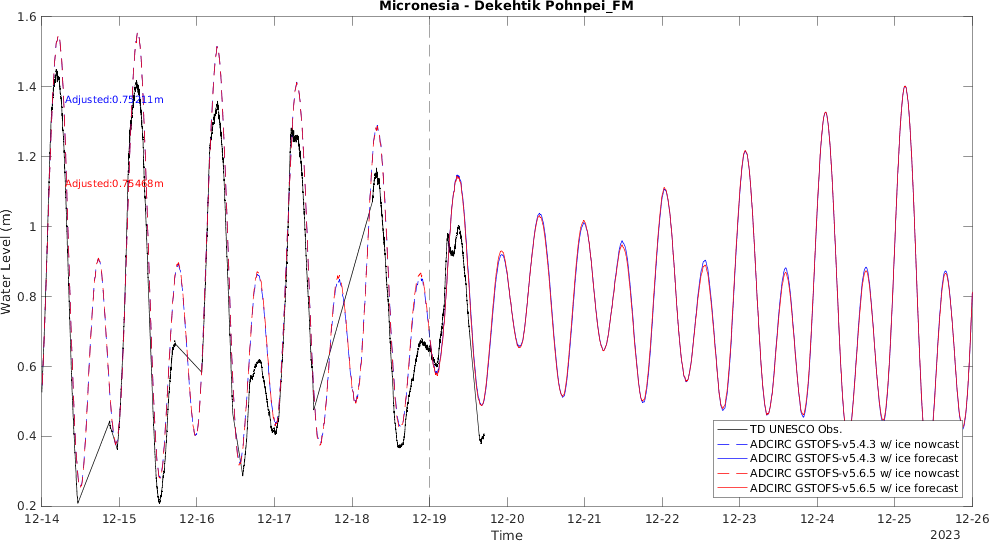 Micronesia - Dekehtik Pohnpei_FM
1.6
1.4
1.2
1
0.8
0.6
0.4
0.2
Water Level (m)
Adjusted:0.75211m
Adjusted:0.75468m
TD UNESCO Obs.
ADCIRC GSTOFS-v5.4.3 w/ ice nowcast
ADCIRC GSTOFS-v5.4.3 w/ ice forecast
ADCIRC GSTOFS-v5.6.5 w/ ice nowcast
ADCIRC GSTOFS-v5.6.5 w/ ice forecast
12-14 12-15 12-16 12-17 12-18 12-19 12-20 12-21 12-22 12-23 12-24 12-25 12-26
Time
2023